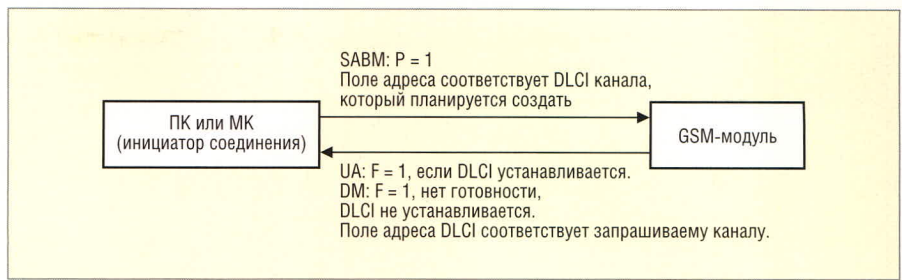 SABM: P = 1
Поле адреса соответствует DLCI канала,
который планируется создать
ПК или МК
(инициатор соединения)
GSM-модуль
UA: F = 1, если DLCI устанавливается.
DM: F = 1, нет готовности,
DLCI не устанавливается.
Поле адреса DLCI соответствует запрашиваему каналу.